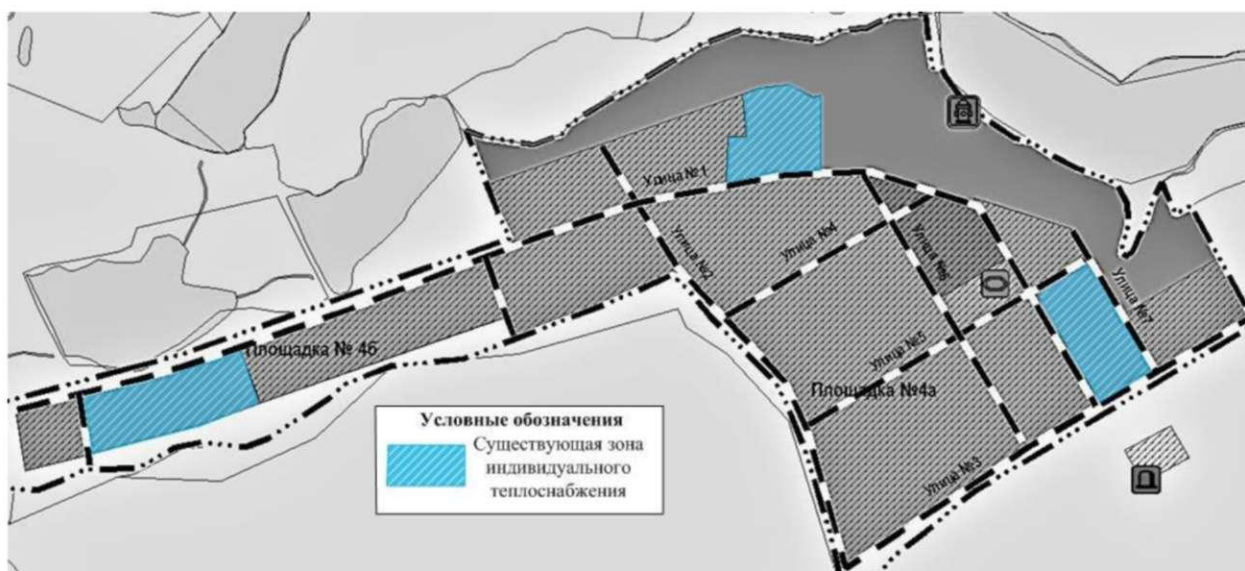 Улица №1
Улица №2
Улица №4
Улица №6
Улица №7
Улица №5
Площадка № 4б
Площадка №4а
Улица №3
Условные обозначения
Существующая зона
индивидуального
теплоснабжения